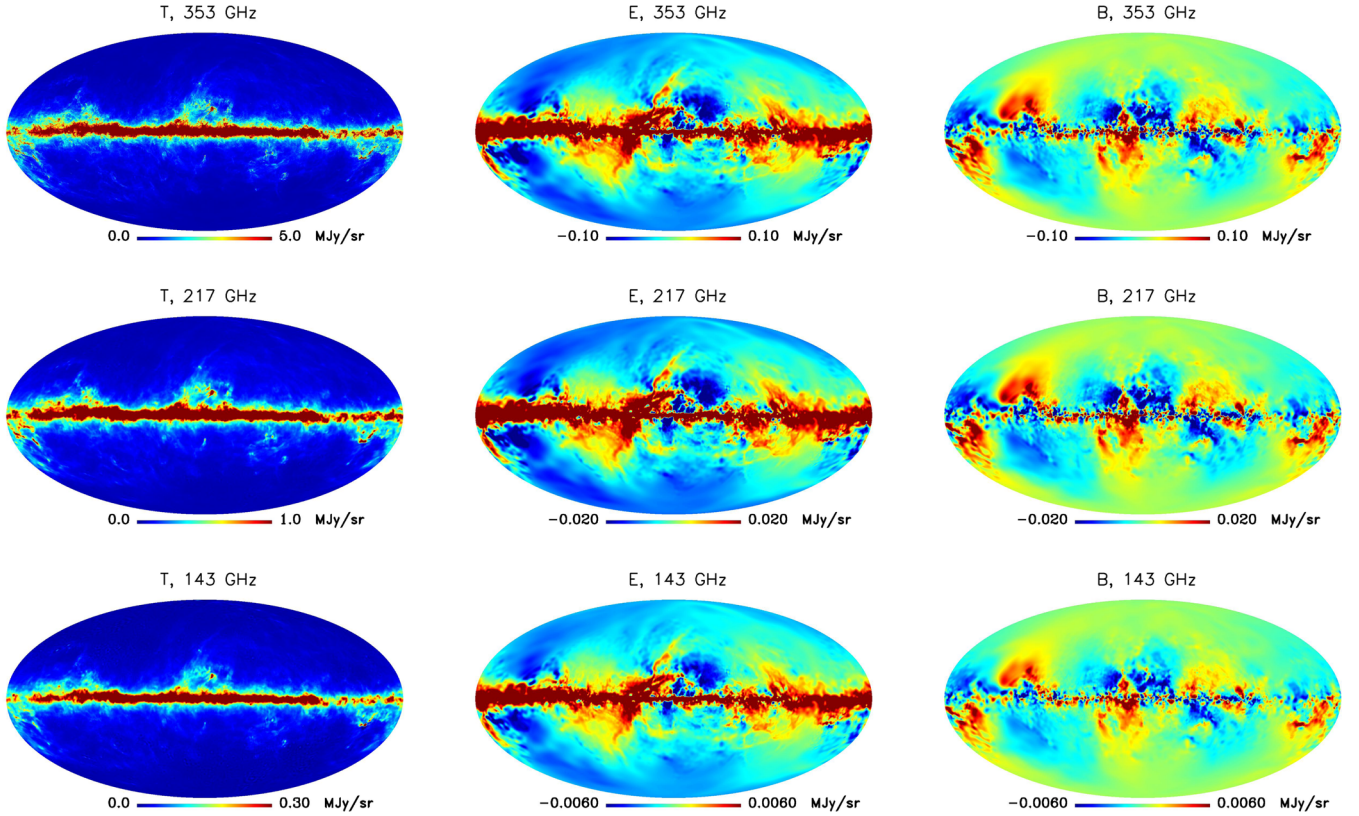 T, 353 GHz
E, 353 GHz
B, 353 GHz
0.0 5.0 MJy/sr
−0.10 0.10 MJy/sr
−0.10 0.10 MJy/sr
T, 217 GHz
E, 217 GHz
B, 217 GHz
0.0 1.0 MJy/sr
−0.020 0.020 MJy/sr
−0.020 0.020 MJy/sr
T, 143 GHz
E, 143 GHz
B, 143 GHz
0.0 0.30 MJy/sr
−0.0060 0.0060 MJy/sr
−0.0060 0.0060 MJy/sr